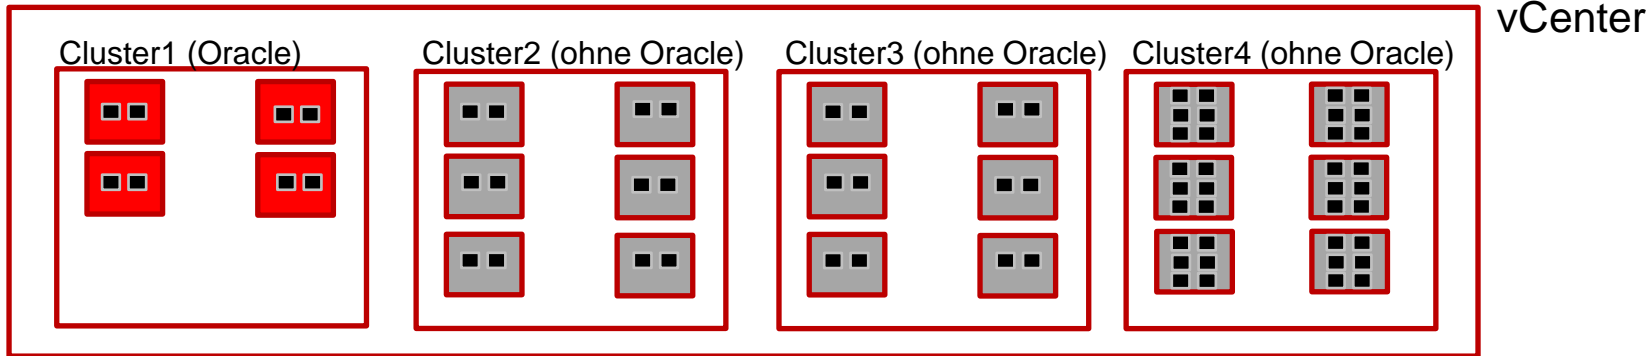 vCenter
Cluster1 (Oracle)
Cluster2 (ohne Oracle)
Cluster3 (ohne Oracle)
Cluster4 (ohne Oracle)